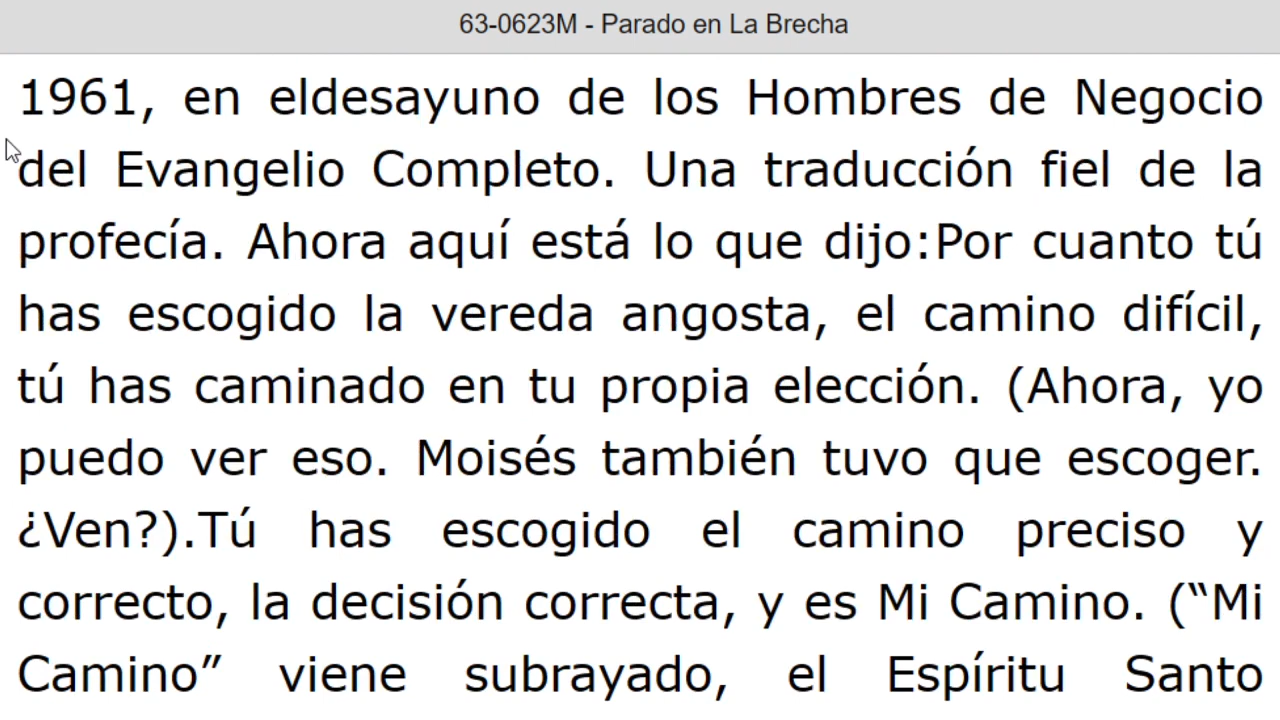 63-0623M - Parado en La Brecha
1961, en eldesayuno de los Hombres de Negocio
del Evangelio Completo. Una traducción fiel de la
profecía. Ahora aquí está lo que dijo:Por cuanto tú
has escogido la vereda angosta, el camino difícil,
tú has caminado en tu propia elección. (Ahora, yo
puedo ver eso. Moisés también tuvo que escoger.
¿Ven?).Tú has escogido el camino preciso y
correcto, la decisión correcta, y es Mi Camino. (“Mi
Camino” viene subrayado, el Espíritu Santo